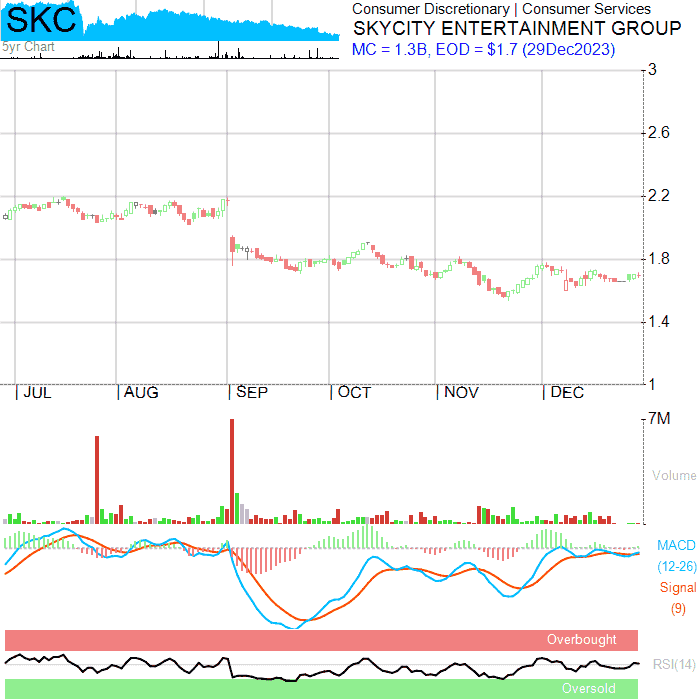 SKC
5yr Chart
Consumer Discretionary | Consumer Services
SKYCITY ENTERTAINMENT GROUP
MC = 1.3B, EOD = $1.7 (29Dec2023)
3
2.6
2.2
1.8
1.4
1
|JUL |AUG |SEP |OCT |NOV |DEC
7M
Volume
MACD
(12-26)
Signal
(9)
Overbought
RSI(14)
Oversold